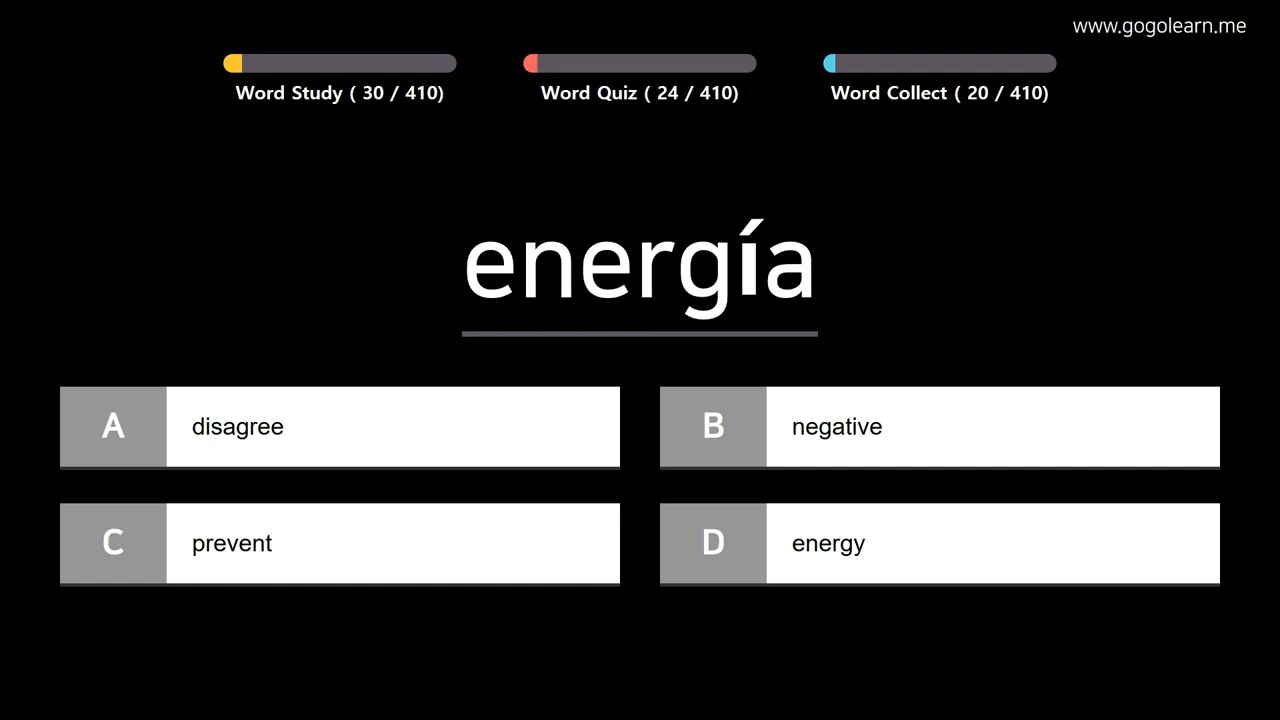 www.gogolearn.me
Word Study ( 30 / 410)
Word Quiz ( 24 / 410)
Word Collect ( 20 / 410)
energía
A disagree
B negative
C prevent
D energy